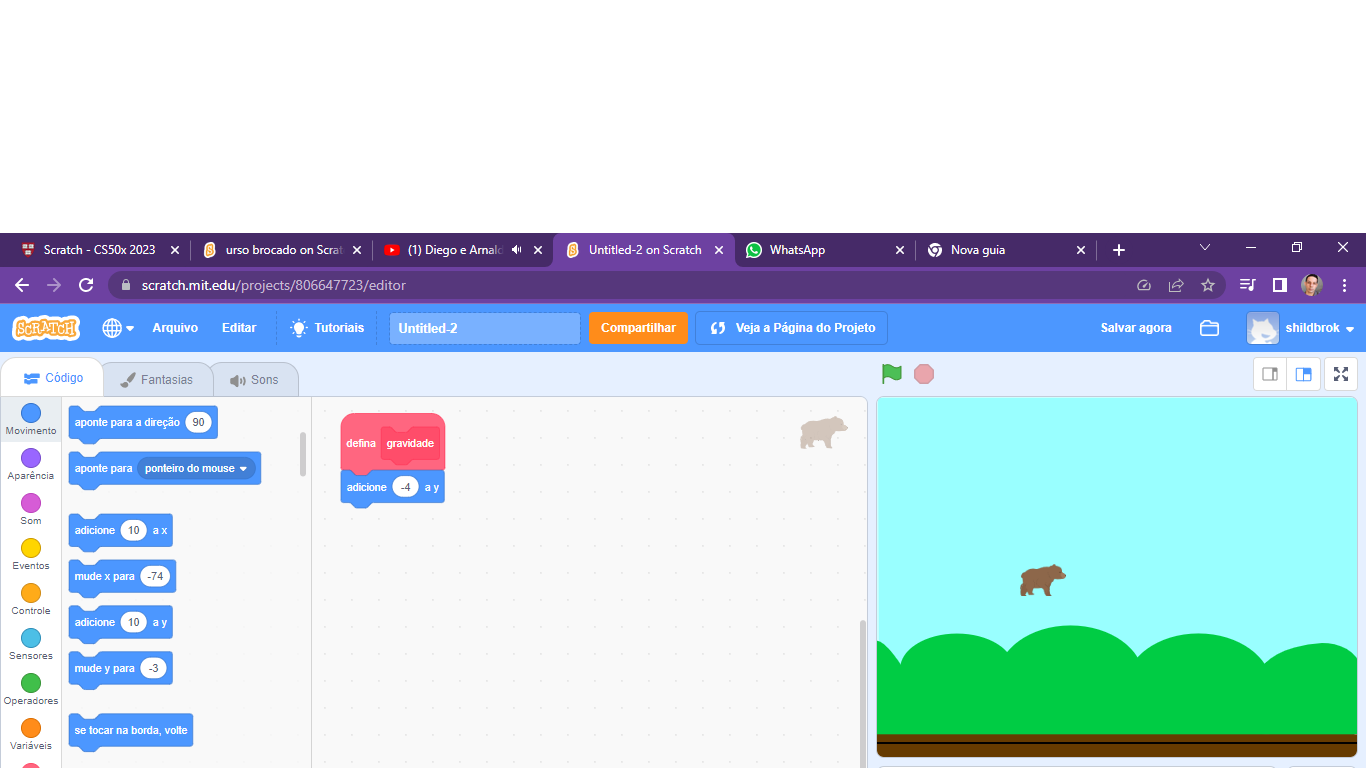 Scratch - CS50x 2023
urso brocado on Scrat
(1) Diego e Arnald
Untitled-2 on Scratch
WhatsApp
Nova guia
scratch.mit.edu/projects/806647723/editor
SCRATCH
Arquivo
Editar
Tutoriais
Untitled-2
Compartilhar
Veja a Página do Projeto
Salvar agora
shildbrok
Código
Fantasias
Sons
Movimento
Aparência
Som
Eventos
Controle
Sensores
Operadores
Variáveis
aponte para a direção 90
aponte para ponteiro do mouse
adicione 10 a x
mude x para -74
adicione 10 a y
mude y para -3
se tocar na borda, volte
defina gravidade
adicione -4 a y